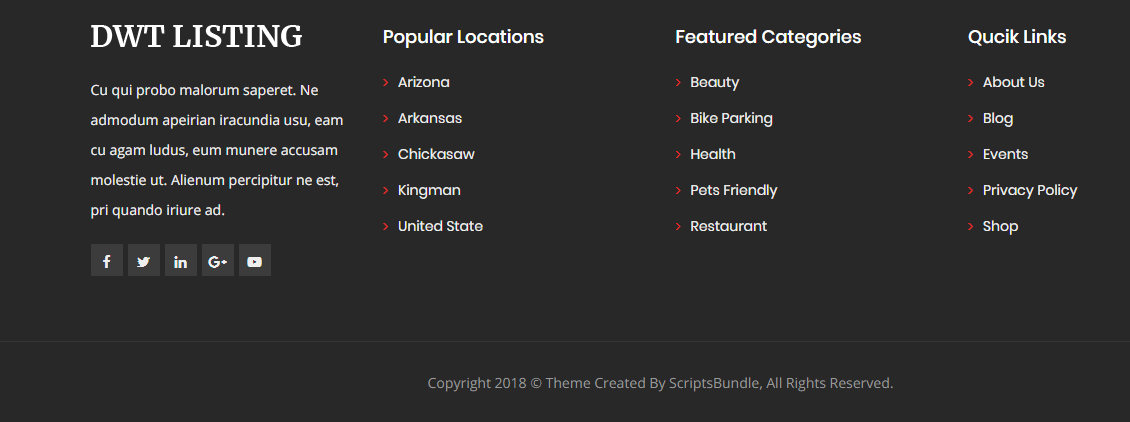 DWT LISTING
Cu qui probo malorum saperet. Ne
admodum apeirian iracundia usu, eam
cu agam ludus, eum munere accusam
molestie ut. Alienum percipitur ne est,
pri quando iriure ad.
Popular Locations
Arizona
Arkansas
Chickasaw
Kingman
United State
Featured Categories
Beauty
Bike Parking
Health
Pets Friendly
Restaurant
Qucik Links
About Us
Blog
Events
Privacy Policy
Shop
Copyright 2018 © Theme Created By ScriptsBundle, All Rights Reserved.